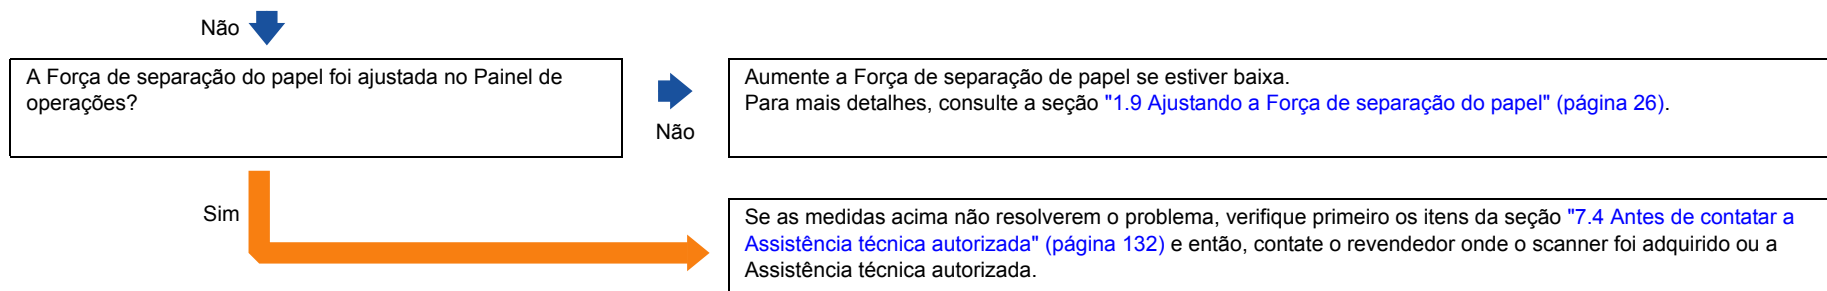 Não
A Força de separação do papel foi ajustada no Painel de
operações?
Não
Aumente a Força de separação de papel se estiver baixa.
Para mais detalhes, consulte a seção "1.9 Ajustando a Força de separação do papel" (página 26).
Sim
Se as medidas acima não resolverem o problema, verifique primeiro os itens da seção "7.4 Antes de contatar a
Assistência técnica autorizada" (página 132) e então, contate o revendedor onde o scanner foi adquirido ou a
Assistência técnica autorizada.